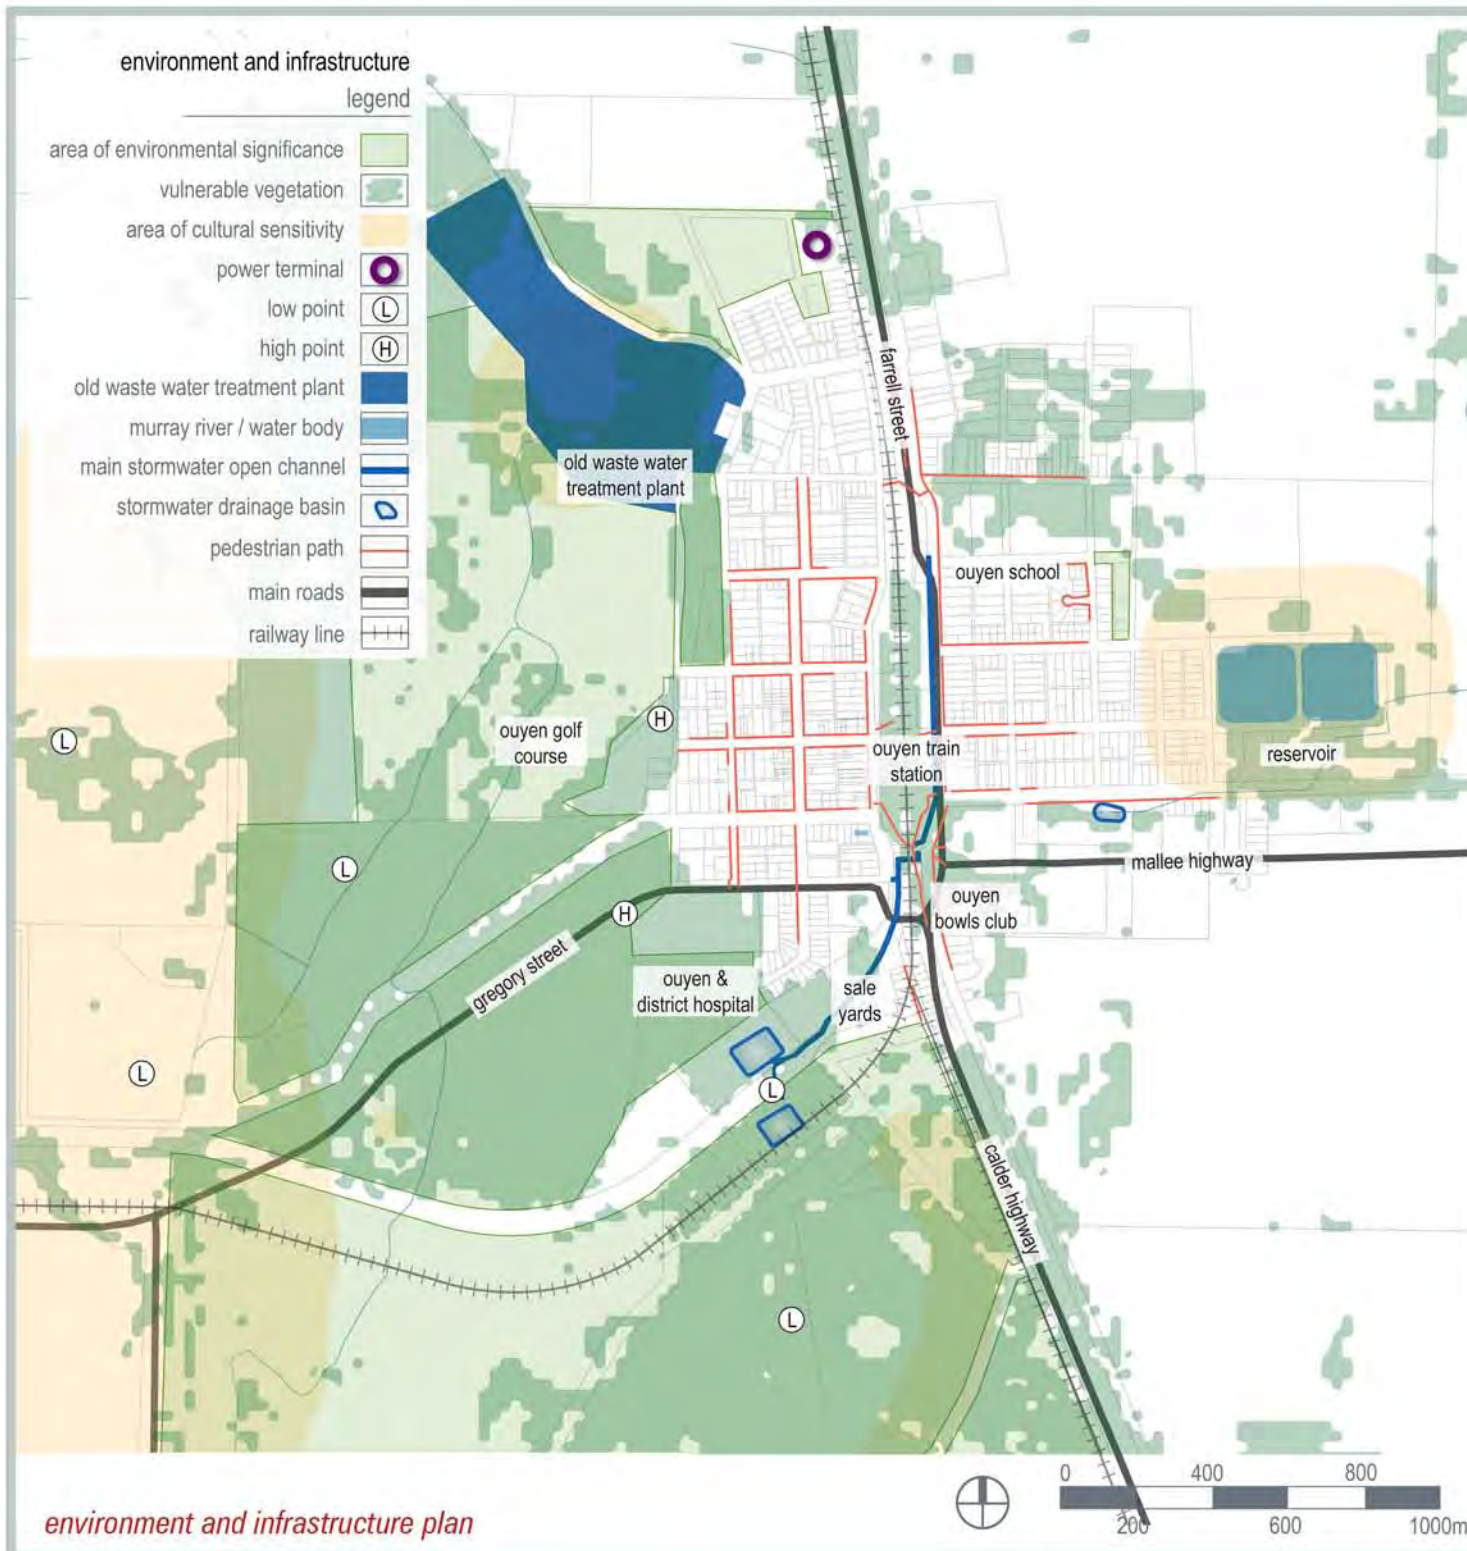 environment and infrastructure
legend
area of environmental significance
vulnerable vegetation
area of cultural sensitivity
power terminal
low point
L
high point
H
old waste water treatment plant
murray river / water body
main stormwater open channel
stormwater drainage basin
pedestrian path
main roads
railway line
farrell street
old waste water
treatment plant
ouyen school
H
L
ouyen golf
course
ouyen train
station
reservoir
L
mallee highway
H
ouyen
bowls club
gregory street
ouyen &
district hospital
sale
yards
L
L
calder highway
L
0
400
800
200
600
1000m
environment and infrastructure plan